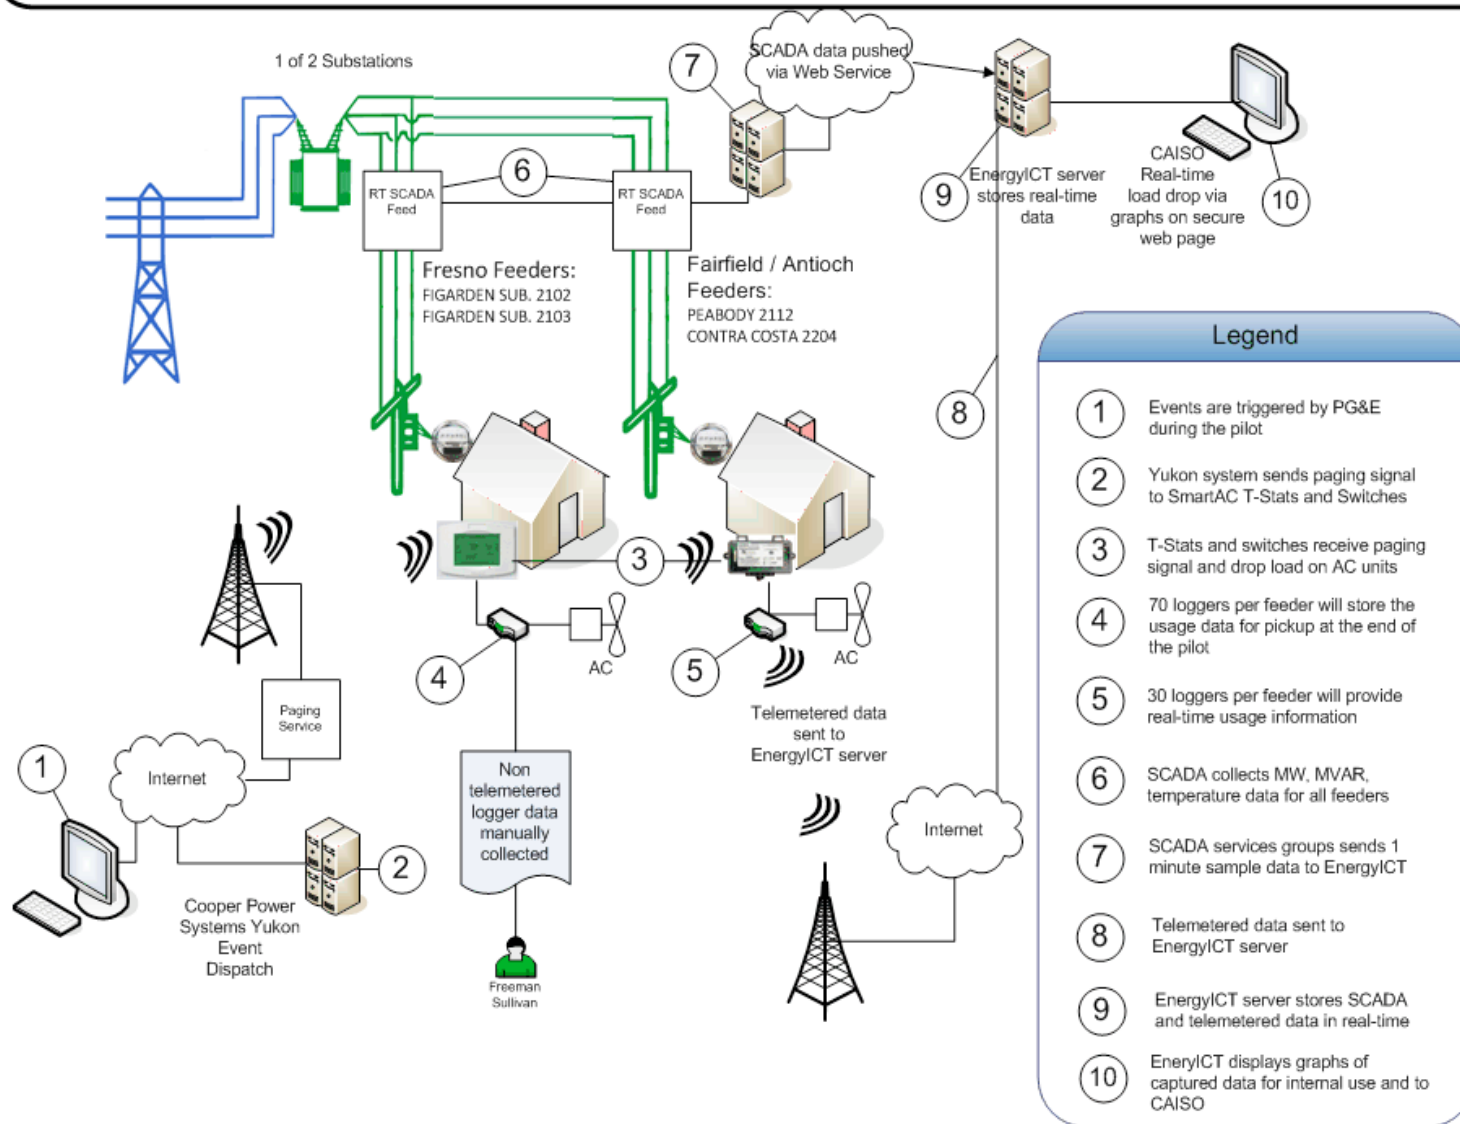 1 of 2 Substations
7
SCADA data pushed
via Web Service
6
RT SCADA
Feed
RT SCADA
Feed
9
EnergyICT server
stores real-time
data
CAISO
Real-time
load drop via
graphs on secure
web page
10
Fresno Feeders:
FIGARDEN SUB. 2102
FIGARDEN SUB. 2103
Fairfield / Antioch
Feeders:
PEABODY 2112
CONTRA COSTA 2204
8
3
4
AC
5
AC
Telemetered data
sent to
EnergyICT server
Paging
Service
1
Internet
2
Cooper Power
Systems Yukon
Event
Dispatch
Non
telemetered
logger data
manually
collected
Freeman
Sullivan
Internet
Legend
1
Events are triggered by PG&E
during the pilot
2
Yukon system sends paging signal
to SmartAC T-Stats and Switches
3
T-Stats and switches receive paging
signal and drop load on AC units
4
70 loggers per feeder will store the
usage data for pickup at the end of
the pilot
5
30 loggers per feeder will provide
real-time usage information
6
SCADA collects MW, MVAR,
temperature data for all feeders
7
SCADA services groups sends 1
minute sample data to EnergyICT
8
Telemetered data sent to
EnergyICT server
9
EnergyICT server stores SCADA
and telemetered data in real-time
10
EneryICT displays graphs of
captured data for internal use and to
CAISO